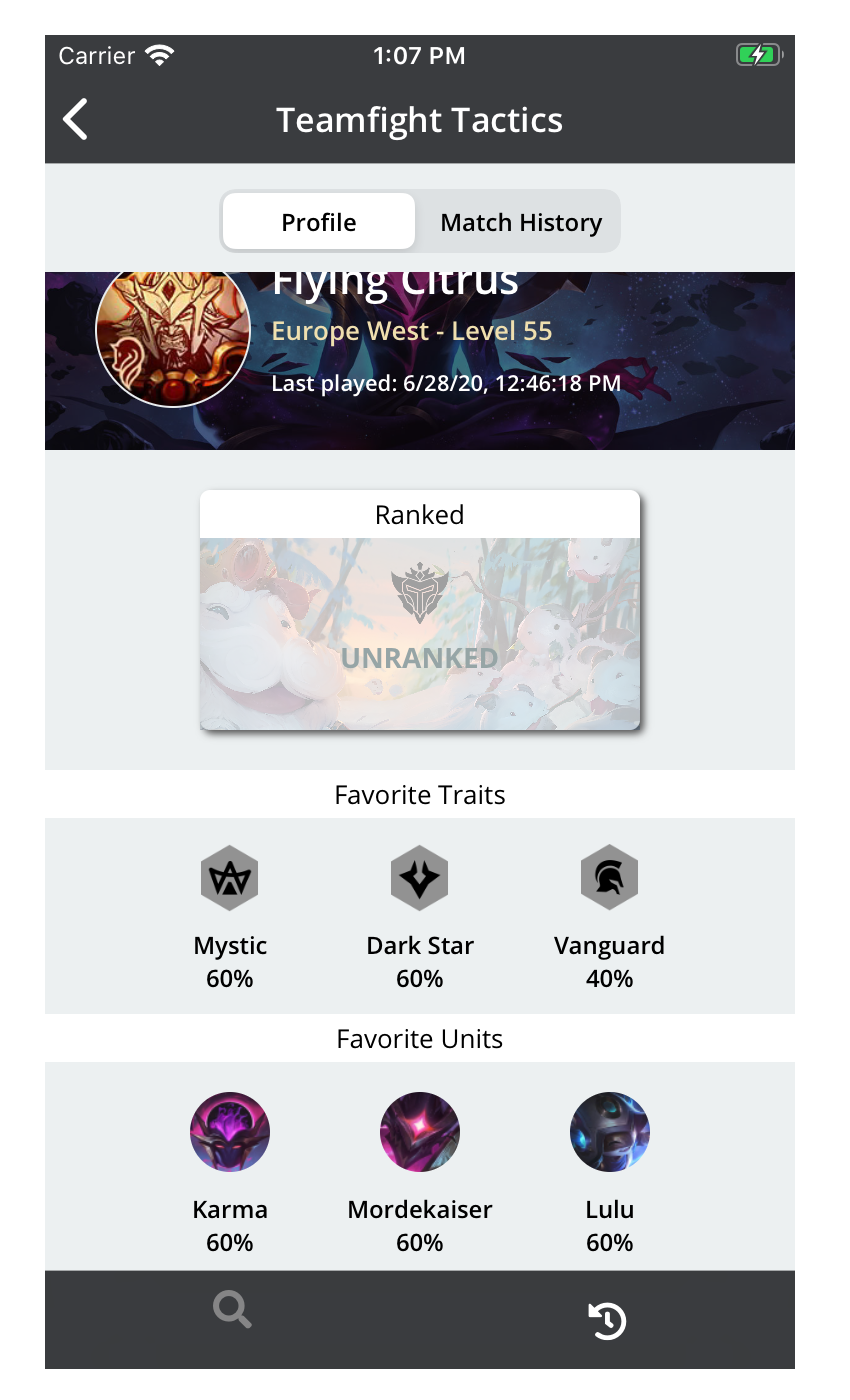 Carrier 1:07 PM
Teamfight Tactics
Profile Match History
Flying Citrus
Europe West - Level 55
Last played: 6/28/20, 12:46:18 PM
Ranked
UNRANKED
Favorite Traits
Mystic Dark Star Vanguard
60% 60% 40%
Favorite Units
Karma Mordekaiser Lulu
60% 60% 60%